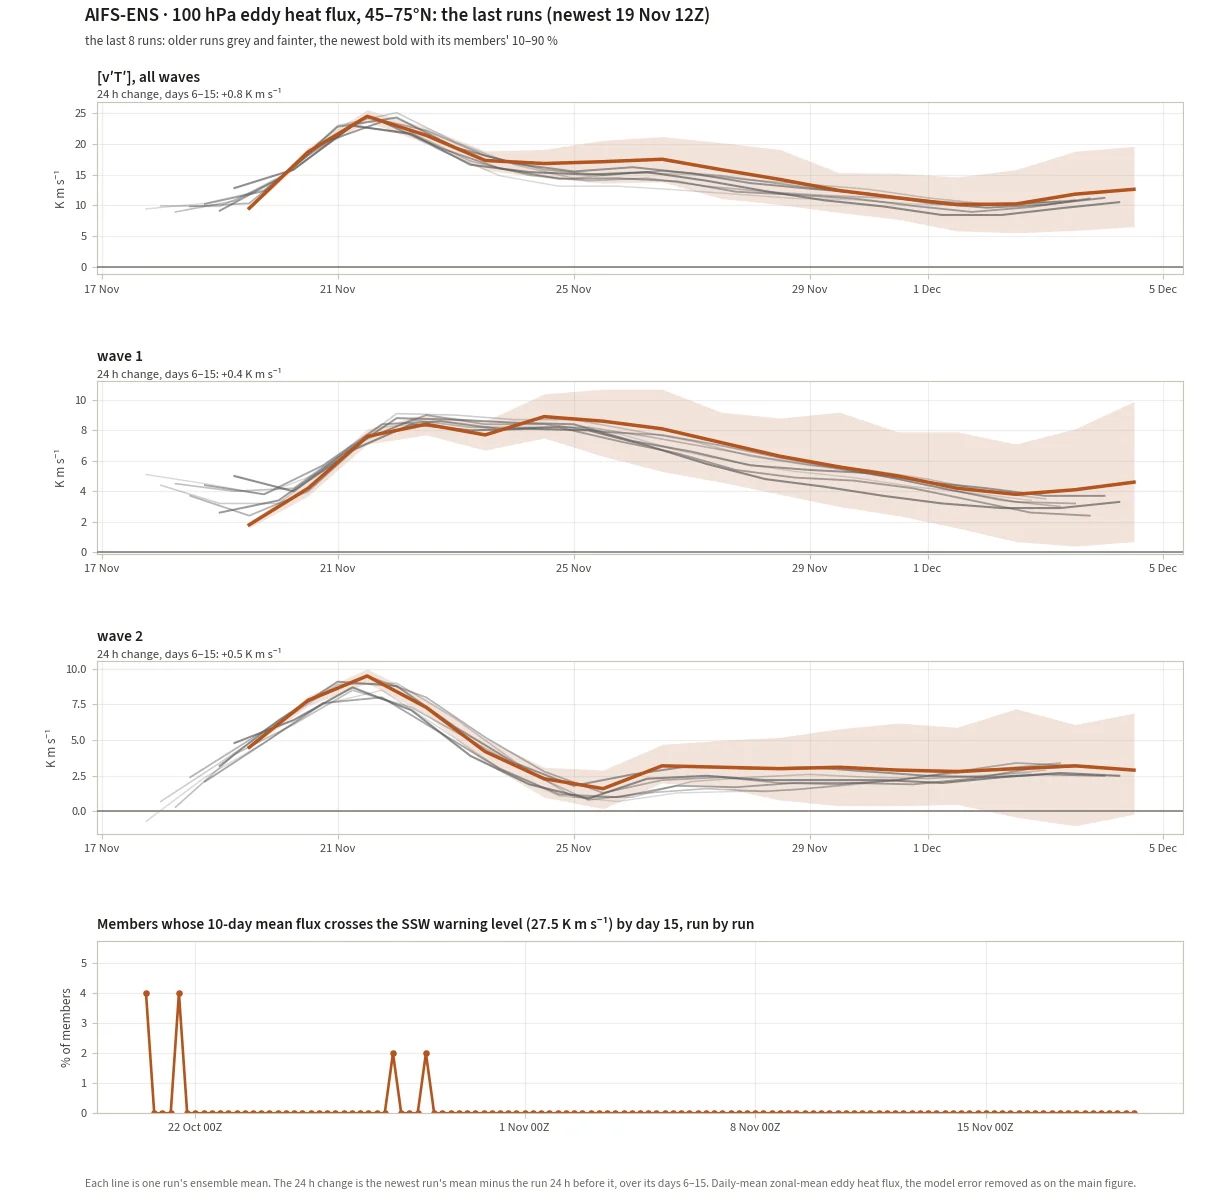 AIFS-ENS · 100 hPa eddy heat flux, 45–75°N: the last runs (newest 19 Nov 12Z)
the last 8 runs: older runs grey and fainter, the newest bold with its members' 10–90 %
[v′T′], all waves
24 h change, days 6–15: +0.8 K m s⁻¹
25
20
15
10
5
0
K m s⁻¹
17 Nov
21 Nov
25 Nov
29 Nov
1 Dec
5 Dec
wave 1
24 h change, days 6–15: +0.4 K m s⁻¹
10
8
6
4
2
0
K m s⁻¹
17 Nov
21 Nov
25 Nov
29 Nov
1 Dec
5 Dec
wave 2
24 h change, days 6–15: +0.5 K m s⁻¹
10.0
7.5
5.0
2.5
0.0
K m s⁻¹
17 Nov
21 Nov
25 Nov
29 Nov
1 Dec
5 Dec
Members whose 10-day mean flux crosses the SSW warning level (27.5 K m s⁻¹) by day 15, run by run
5
4
3
2
1
0
% of members
22 Oct 00Z
1 Nov 00Z
8 Nov 00Z
15 Nov 00Z
Each line is one run's ensemble mean. The 24 h change is the newest run's mean minus the run 24 h before it, over its days 6–15. Daily-mean zonal-mean eddy heat flux, the model error removed as on the main figure.